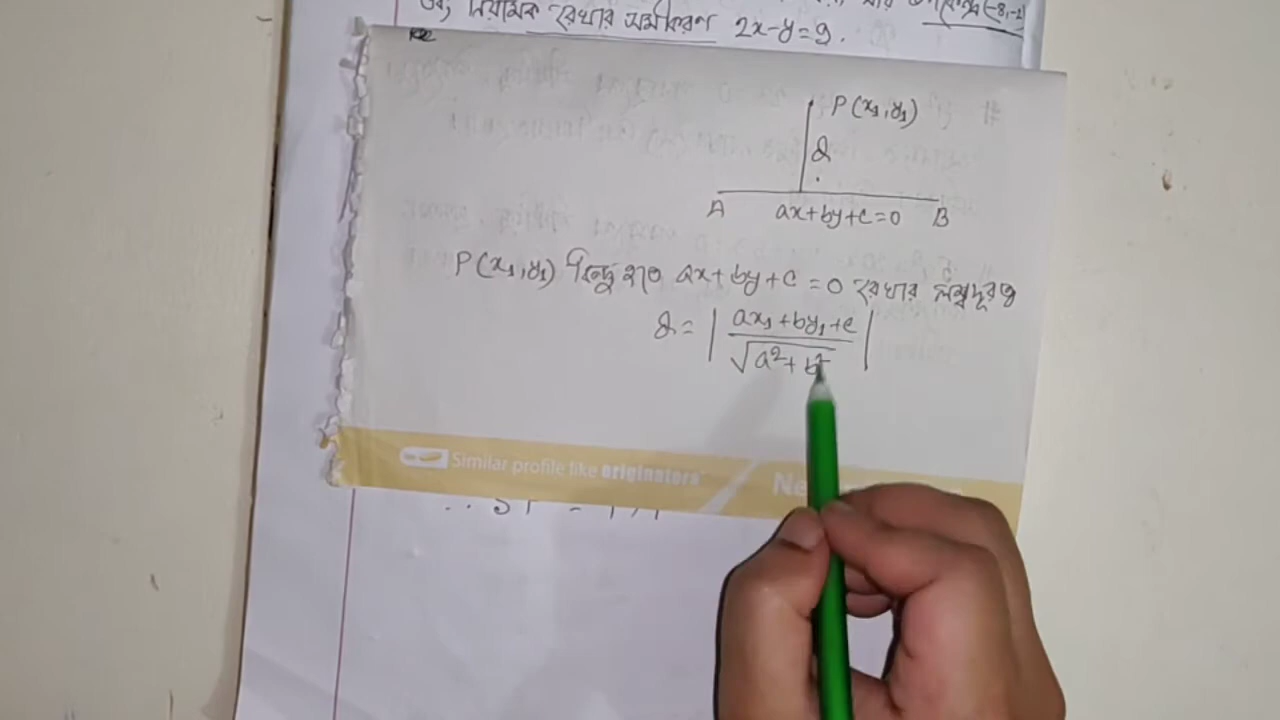 নিয়ামক রেখার সমীকরণ 2x-y=9.
P(x₁,y₁)
d
A ax+by+c=0 B
P(x₁,y₁) বিন্দু হতে ax+by+c=0 রেখার লম্বদূরত্ব
d= | ax₁+by₁+c / √a²+b² |
Similar profile like originators